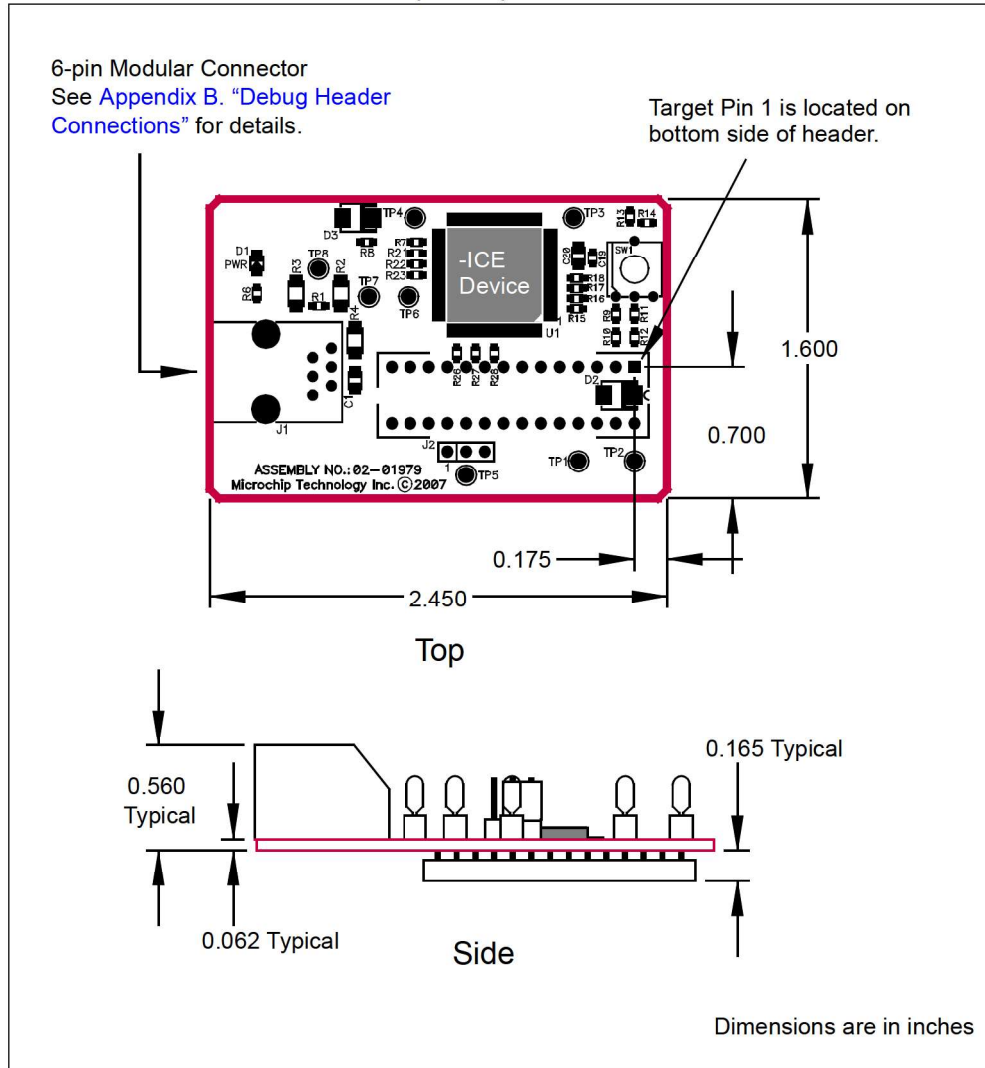 6-pin Modular Connector
See Appendix B. “Debug Header
Connections” for details.
Target Pin 1 is located on
bottom side of header.
D3
TP4
TP3
R13
R14
D1
PWR
R3
TP8
R2
R8
R7
R21
R22
R23
-ICE
Device
C20
C19
SW1
R18
R17
R16
R15
R6
R1
TP7
TP6
R4
U1
1
R9
R11
R10
R12
R26
R27
R28
D2
C
C1
J1
J2
1
TP5
TP1
TP2
ASSEMBLY NO.: 02-01979
Microchip Technology Inc. ©2007
1.600
0.700
0.175
2.450
Top
0.560
Typical
0.165 Typical
0.062 Typical
Side
Dimensions are in inches